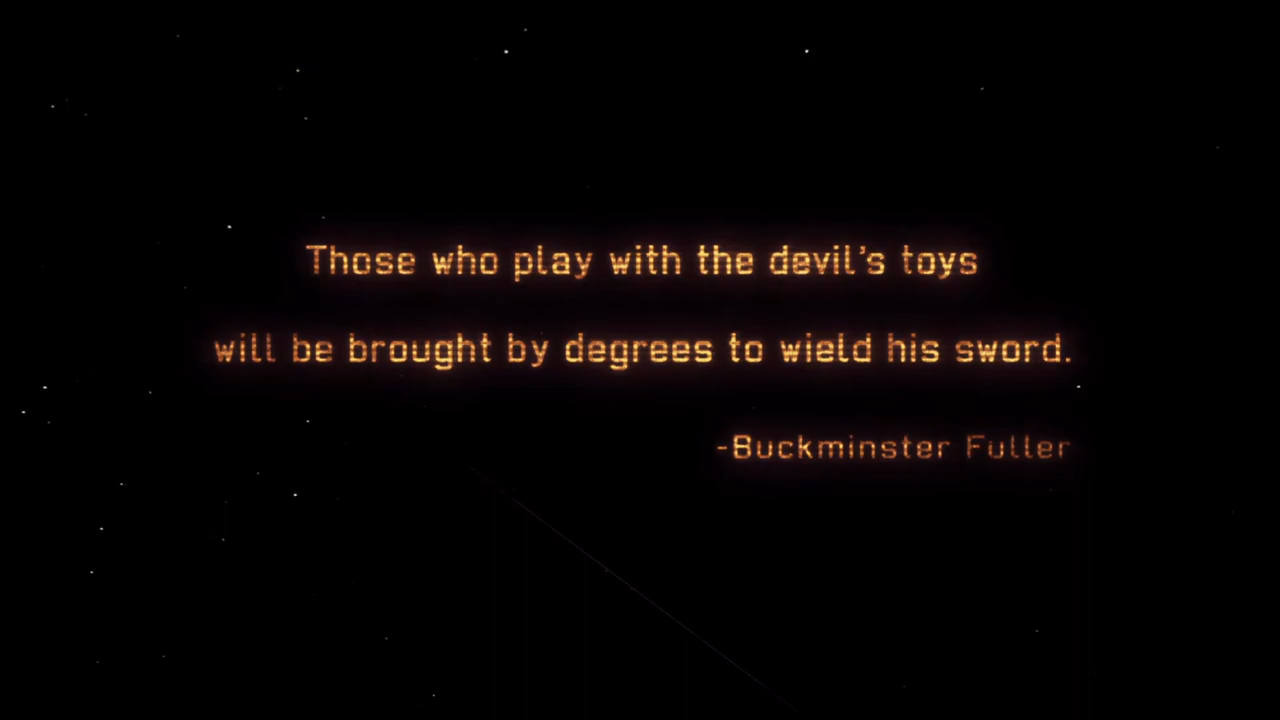 Those who play with the devil's toys
will be brought by degrees to wield his sword.
-Buckminster Fuller